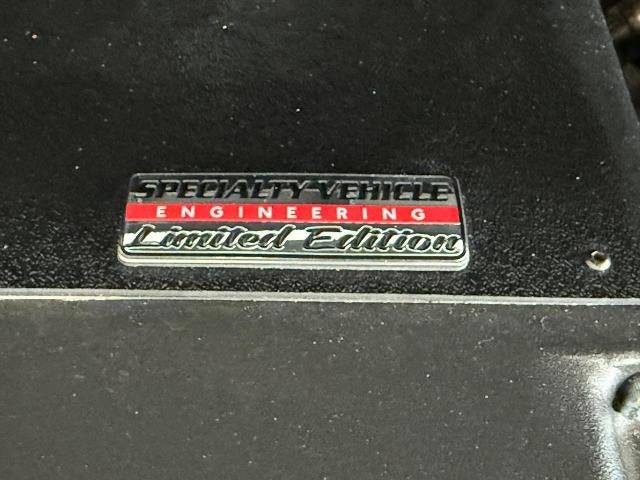 SPECIALTY VEHICLE
ENGINEERING
Limited Edition